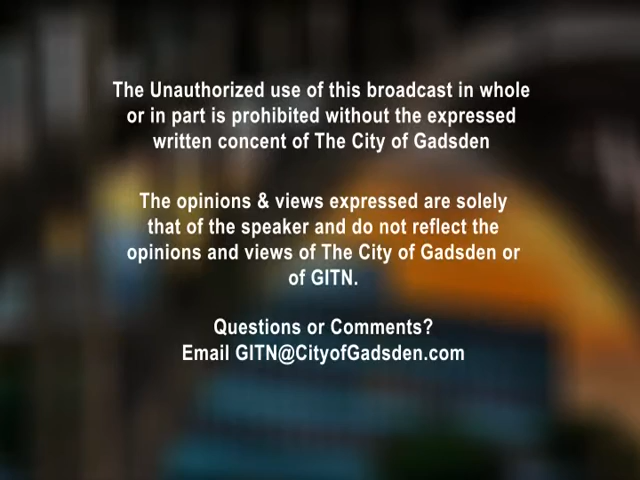 The Unauthorized use of this broadcast in whole
or in part is prohibited without the expressed
written concent of The City of Gadsden
The opinions & views expressed are solely
that of the speaker and do not reflect the
opinions and views of The City of Gadsden or
of GITN.
Questions or Comments?
Email GITN@CityofGadsden.com